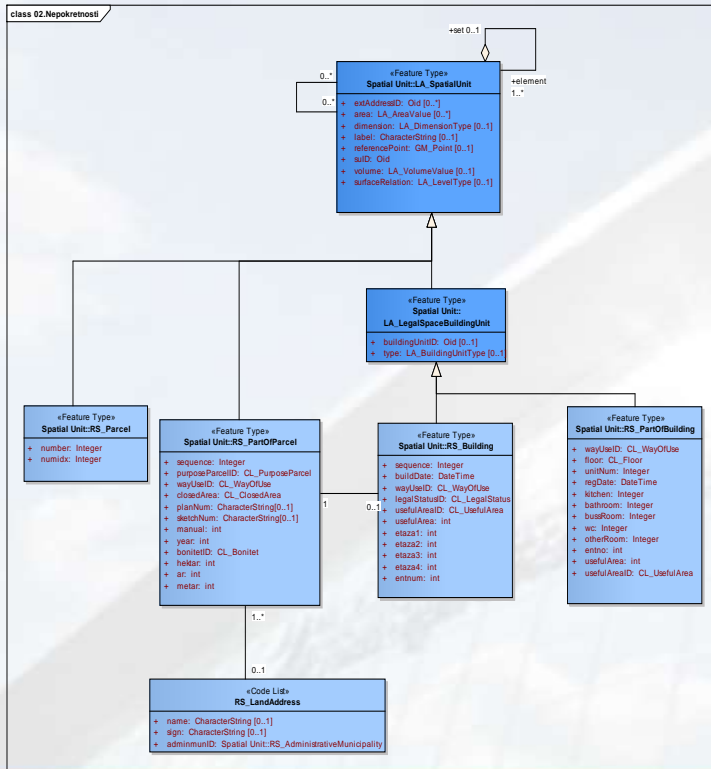 class 02.Nepokretnosti
+set 0..1
+element
1..*
0..*
0..*
«Feature Type»
Spatial Unit::LA_SpatialUnit
+ extAddressID: Oid [0..*]
+ area: LA_AreaValue [0..*]
+ dimension: LA_DimensionType [0..1]
+ label: CharacterString [0..1]
+ referencePoint: GM_Point [0..1]
+ suID: Oid
+ volume: LA_VolumeValue [0..1]
+ surfaceRelation: LA_LevelType [0..1]
«Feature Type»
Spatial Unit::
LA_LegalSpaceBuildingUnit
+ buildingUnitID: Oid [0..1]
+ type: LA_BuildingUnitType [0..1
«Feature Type»
Spatial Unit::RS_Parcel
+ number: Integer
+ numidx: Integer
«Feature Type»
Spatial Unit::RS_PartOfParcel
+ sequence: Integer
+ purposeParcelID: CL_PurposeParcel
+ wayUseID: CL_WayOfUse
+ closedArea: CL_ClosedArea
+ planNum: CharacterString[0..1]
+ sketchNum: CharacterString[0..1]
+ manual: int
+ year: int
+ bonitetID: CL_Bonitet
+ hektar: int
+ ar: int
+ metar: int
1
0..1
«Feature Type»
Spatial Unit::RS_Building
+ sequence: Integer
+ buildDate: DateTime
+ wayUseID: CL_WayOfUse
+ legalStatusID: CL_LegalStatus
+ usefulAreaID: CL_UsefulArea
+ usefulArea: int
+ etaza1: int
+ etaza2: int
+ etaza3: int
+ etaza4: int
+ entnum: int
«Feature Type»
Spatial Unit::RS_PartOfBuilding
+ wayUseID: CL_WayOfUse
+ floor: CL_Floor
+ unitNum: Integer
+ regDate: DateTime
+ kitchen: Integer
+ bathroom: Integer
+ bussRoom: Integer
+ wc: Integer
+ otherRoom: Integer
+ entno: int
+ usefulArea: int
+ usefulAreaID: CL_UsefulArea
1..*
0..1
«Code List»
RS_LandAddress
+ name: CharacterString [0..1]
+ sign: CharacterString [0..1]
+ adminmunID: Spatial Unit::RS_AdministrativeMunicipality